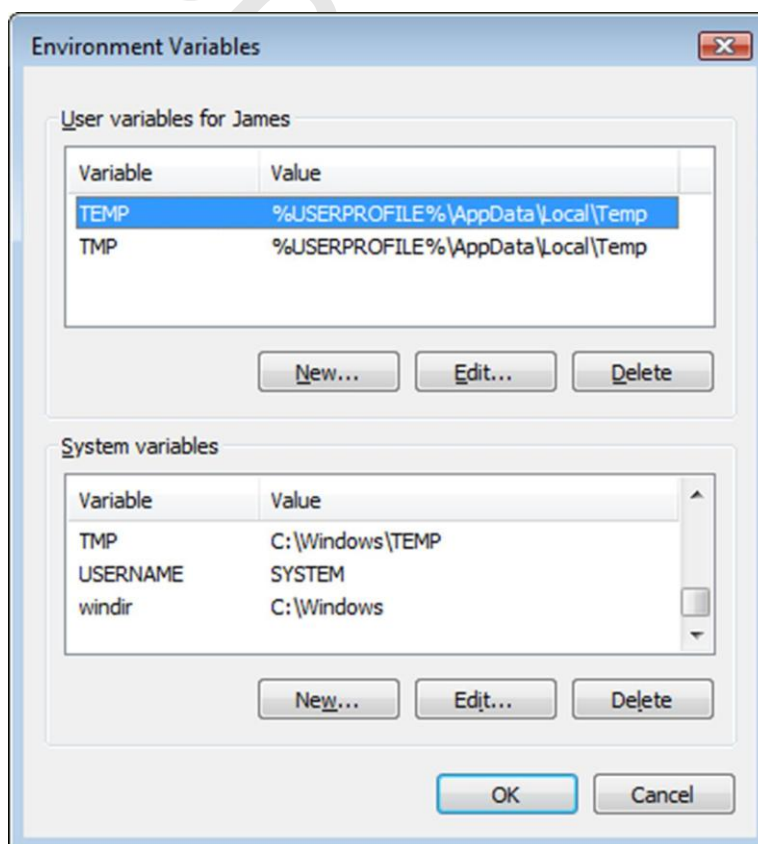 Environment Variables
User variables for James
Variable Value
TEMP %USERPROFILE%\AppData\Local\Temp
TMP %USERPROFILE%\AppData\Local\Temp
New... Edit... Delete
System variables
Variable Value
TMP C:\Windows\TEMP
USERNAME SYSTEM
windir C:\Windows
New... Edit... Delete
OK Cancel